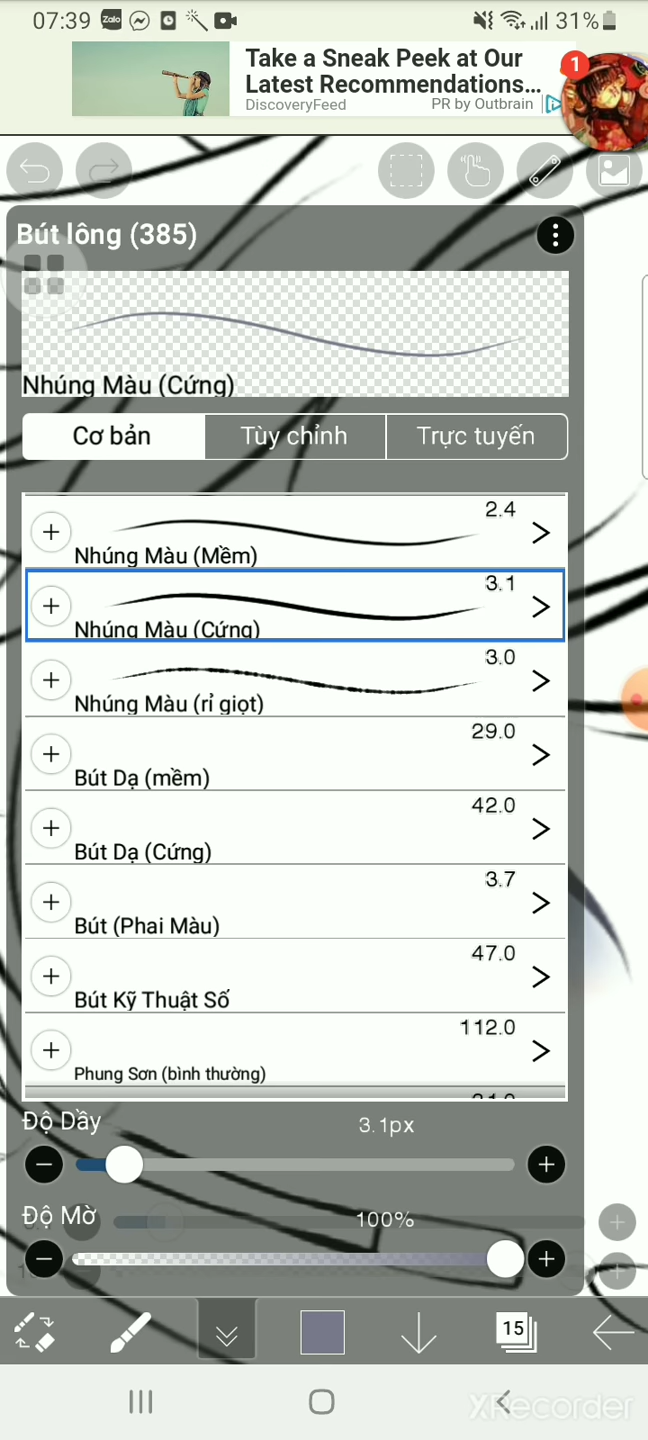 07:39
Zalo
31%
Take a Sneak Peek at Our
Latest Recommendations...
DiscoveryFeed
PR by Outbrain
1
Bút lông (385)
Nhúng Màu (Cứng)
Cơ bản
Tùy chỉnh
Trực tuyến
2.4
Nhúng Màu (Mềm)
3.1
Nhúng Màu (Cứng)
3.0
Nhúng Màu (rỉ giọt)
29.0
Bút Dạ (mềm)
42.0
Bút Dạ (Cứng)
3.7
Bút (Phai Màu)
47.0
Bút Kỹ Thuật Số
112.0
Phung Sơn (bình thường)
Độ Dầy
3.1px
Độ Mờ
100%
15
XRecorder